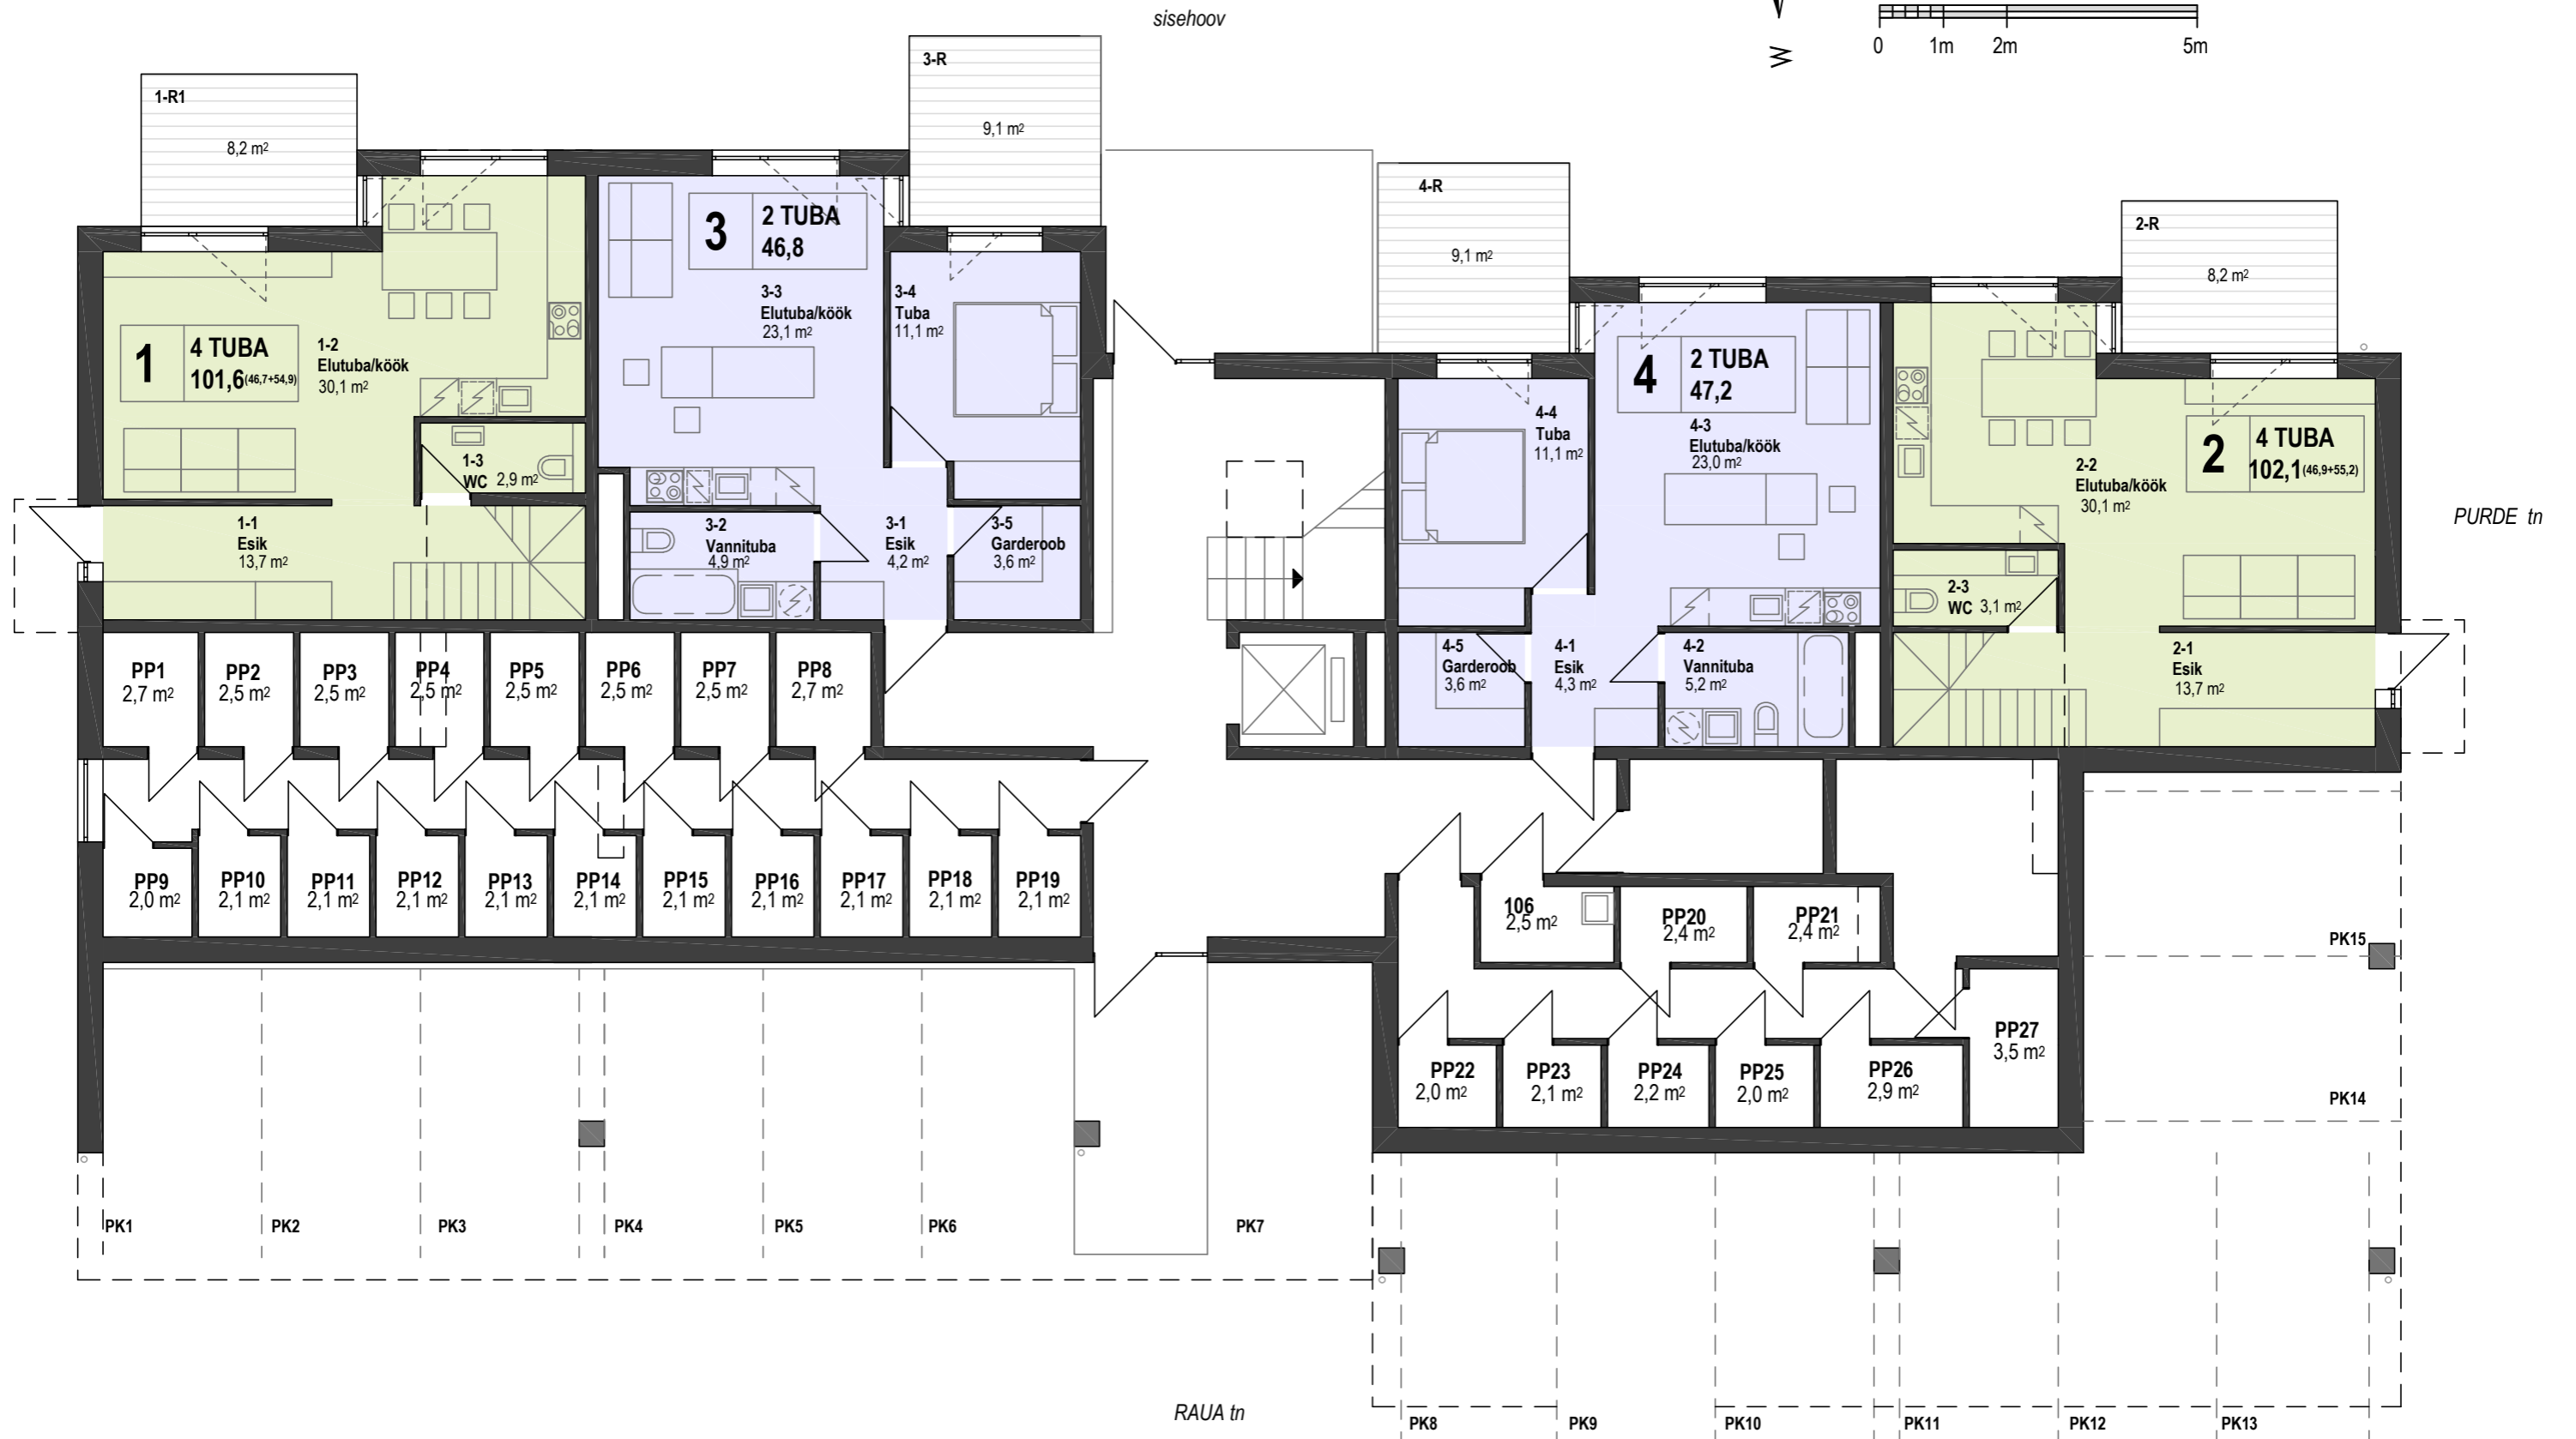 sisehoov
W
0 1m 2m 5m
3-R
9,1 m²
1-R1
8,2 m²
4-R
9,1 m²
2-R
8,2 m²
1
4 TUBA
101,6(46,7+54,9)
1-2
Elutuba/köök
30,1 m²
1-3
WC 2,9 m²
1-1
Esik
13,7 m²
3
2 TUBA
46,8
3-3
Elutuba/köök
23,1 m²
3-4
Tuba
11,1 m²
3-2
Vannituba
4,9 m²
3-1
Esik
4,2 m²
3-5
Garderoob
3,6 m²
4
2 TUBA
47,2
4-4
Tuba
11,1 m²
4-3
Elutuba/köök
23,0 m²
4-5
Garderoob
3,6 m²
4-1
Esik
4,3 m²
4-2
Vannituba
5,2 m²
2
4 TUBA
102,1(46,9+55,2)
2-2
Elutuba/köök
30,1 m²
2-3
WC 3,1 m²
2-1
Esik
13,7 m²
PURDE tn
PP1
2,7 m²
PP2
2,5 m²
PP3
2,5 m²
PP4
2,5 m²
PP5
2,5 m²
PP6
2,5 m²
PP7
2,5 m²
PP8
2,7 m²
PP9
2,0 m²
PP10
2,1 m²
PP11
2,1 m²
PP12
2,1 m²
PP13
2,1 m²
PP14
2,1 m²
PP15
2,1 m²
PP16
2,1 m²
PP17
2,1 m²
PP18
2,1 m²
PP19
2,1 m²
106
2,5 m²
PP20
2,4 m²
PP21
2,4 m²
PP22
2,0 m²
PP23
2,1 m²
PP24
2,2 m²
PP25
2,0 m²
PP26
2,9 m²
PP27
3,5 m²
PK15
PK14
PK1
PK2
PK3
PK4
PK5
PK6
PK7
RAUA tn
PK8
PK9
PK10
PK11
PK12
PK13